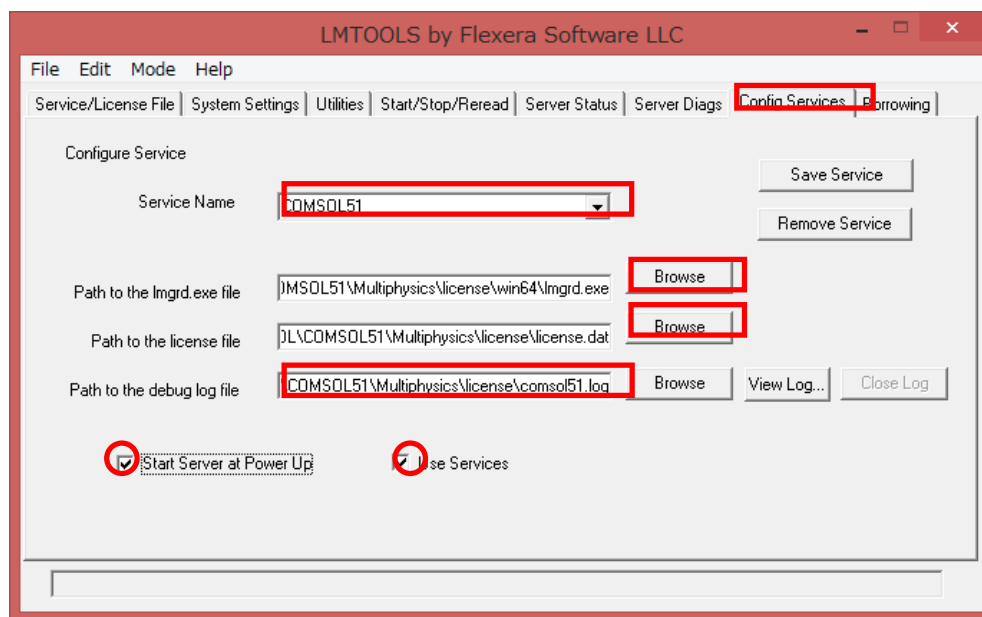 LMTOOLS by Flexera Software LLC
File Edit Mode Help
Service/License File System Settings Utilities Start/Stop/Reread Server Status Server Diags Config Services Borrowing
Configure Service
Save Service
Service Name COMSOL51
Remove Service
Path to the lmgrd.exe file OMSOL51\Multiphysics\license\win64\lmgrd.exe Browse
Path to the license file OL\COMSOL51\Multiphysics\license\license.dat Browse
Path to the debug log file \COMSOL51\Multiphysics\license\comsol51.log Browse View Log... Close Log
Start Server at Power Up Use Services